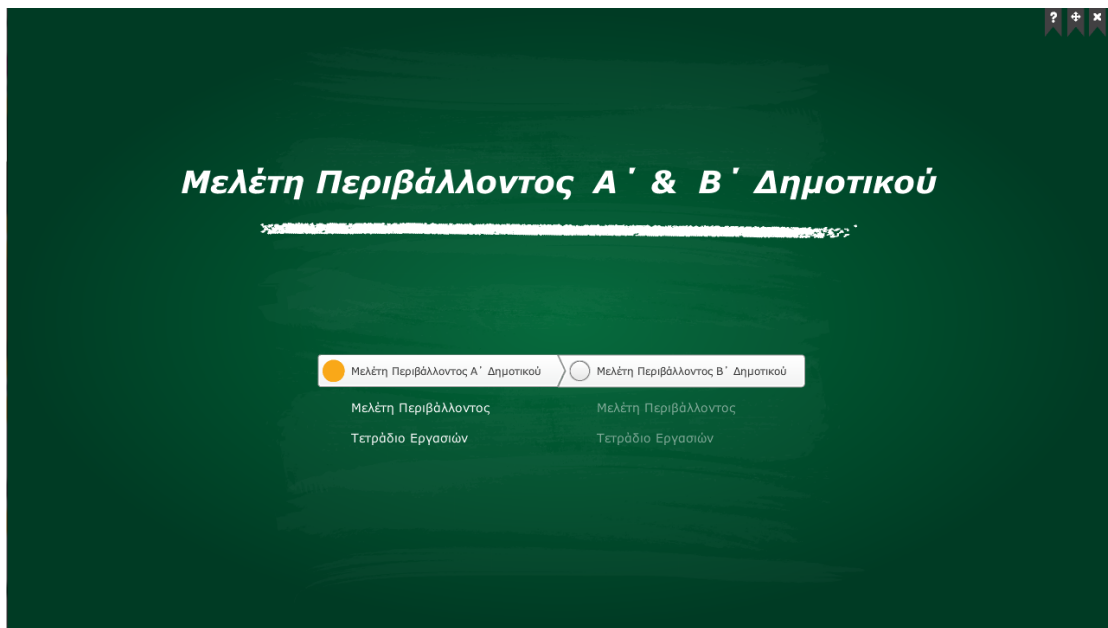 Μελέτη Περιβάλλοντος Α΄ & Β΄ Δημοτικού
Μελέτη Περιβάλλοντος Α΄ Δημοτικού
Μελέτη Περιβάλλοντος Β΄ Δημοτικού
Μελέτη Περιβάλλοντος
Μελέτη Περιβάλλοντος
Τετράδιο Εργασιών
Τετράδιο Εργασιών